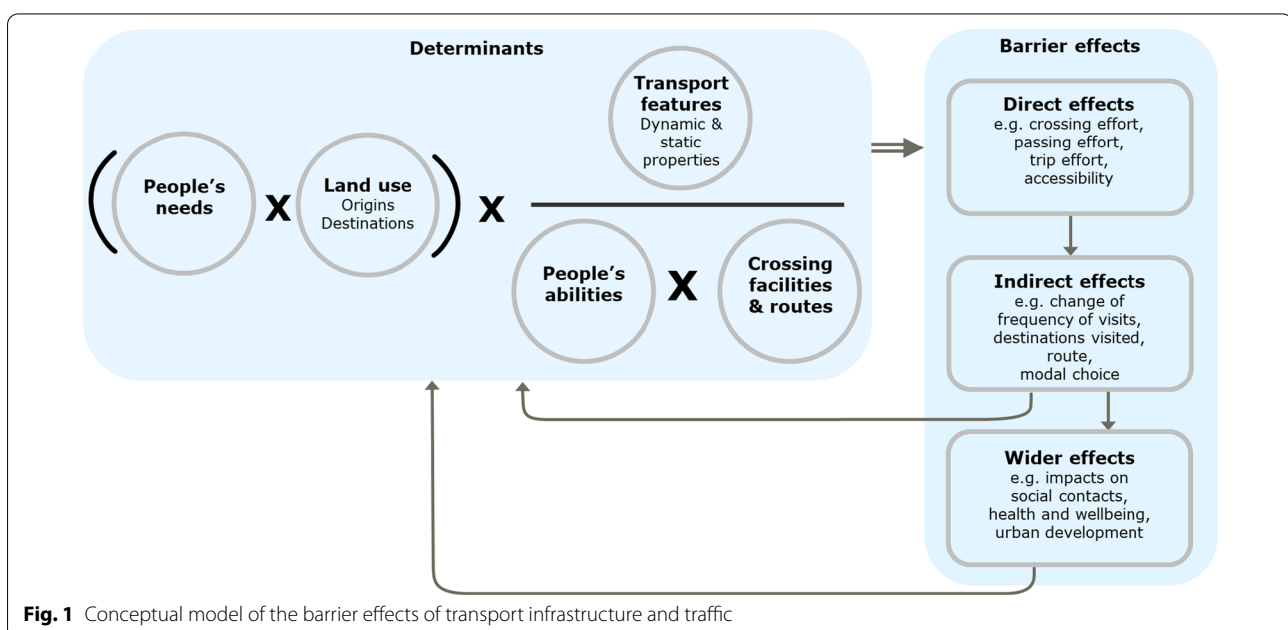 Determinants
People's
needs
X
Land use
Origins
Destinations
X
Transport
features
Dynamic &
static
properties
People's
abilities
X
Crossing
facilities
& routes
Barrier effects
Direct effects
e.g. crossing effort,
passing effort,
trip effort,
accessibility
Indirect effects
e.g. change of
frequency of visits,
destinations visited,
route,
modal choice
Wider effects
e.g. impacts on
social contacts,
health and wellbeing,
urban development
Fig. 1 Conceptual model of the barrier effects of transport infrastructure and traffic